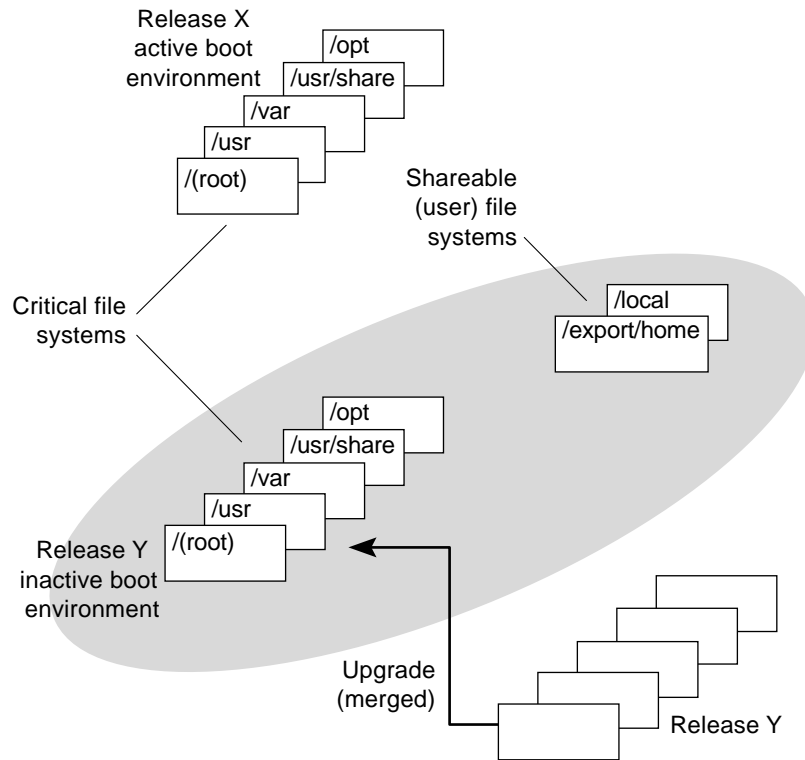 Release X
active boot
environment
/opt
/usr/share
/var
/usr
/(root)
Shareable
(user) file
systems
Critical file
systems
/local
/export/home
/opt
/usr/share
/var
/usr
/(root)
Release Y
inactive boot
environment
Upgrade
(merged)
Release Y